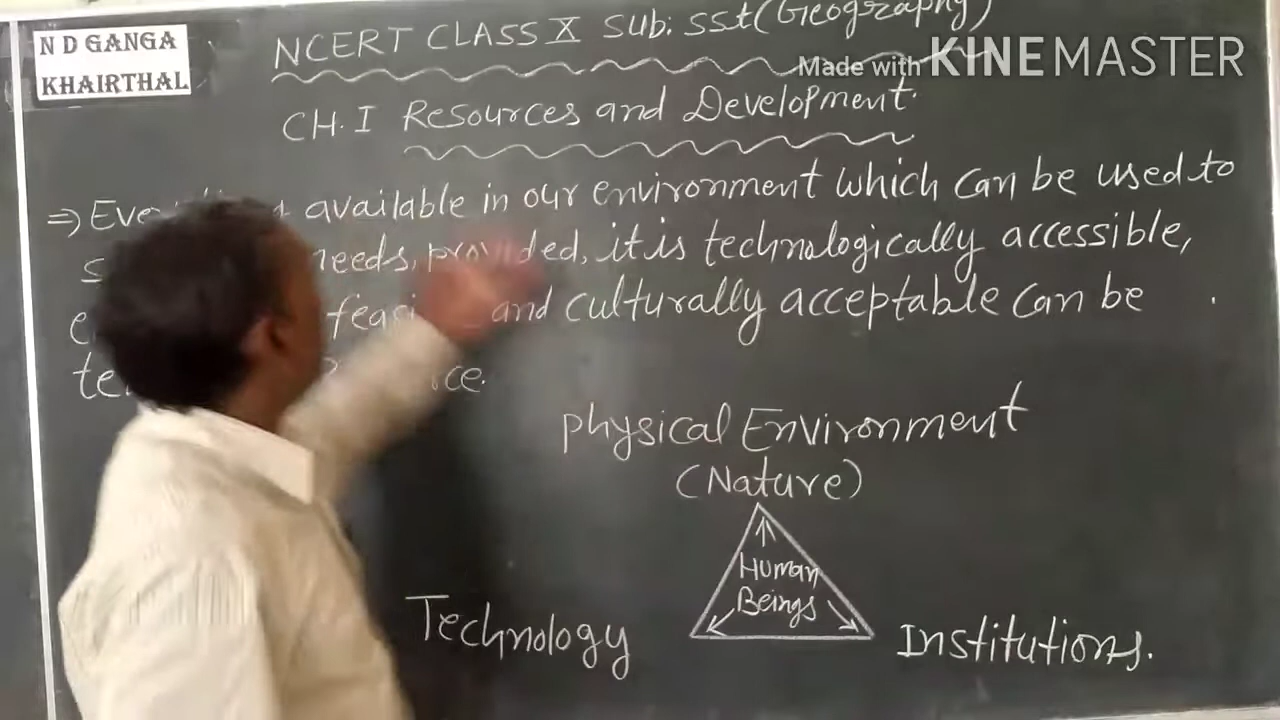 N D GANGA
KHAIRTHAL
NCERT CLASS X Sub: SSt (Geography)
Made with KINEMASTER
CH. I Resources and Development.
⇒ available in our environment which can be used to
needs, provided, it is technologically accessible,
and culturally acceptable can be
Physical Environment
(Nature)
Human
Beings
Technology
Institutions.